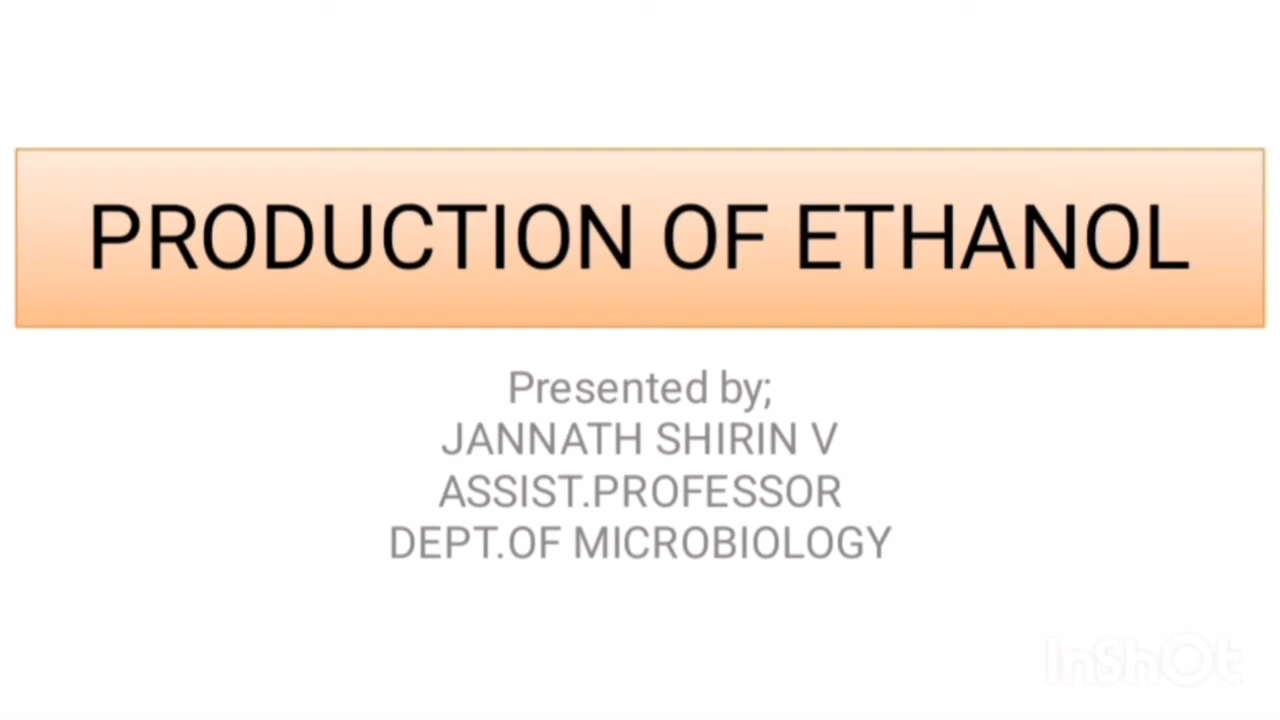 PRODUCTION OF ETHANOL
Presented by;
JANNATH SHIRIN V
ASSIST.PROFESSOR
DEPT.OF MICROBIOLOGY
InShOt